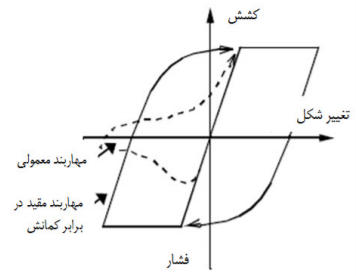 کشش
تغییر شکل
مهاربند معمولی
مهاربند مقید در
برابر کمانش
فشار